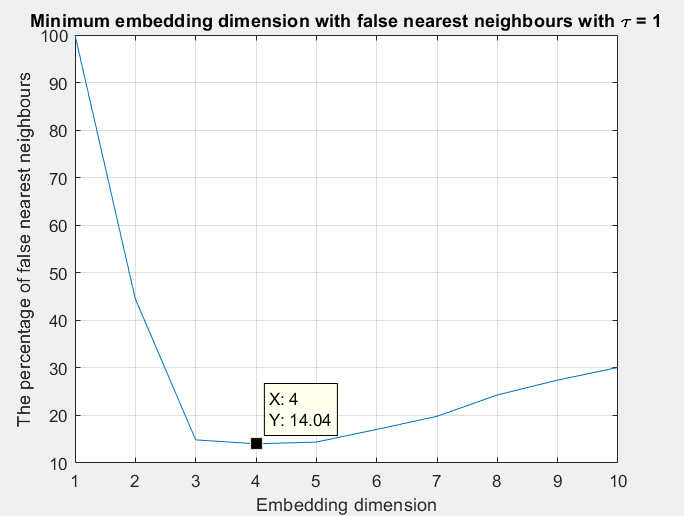 Minimum embedding dimension with false nearest neighbours with τ = 1
The percentage of false nearest neighbours
100
90
80
70
60
50
40
30
20
10
X: 4
Y: 14.04
1 2 3 4 5 6 7 8 9 10
Embedding dimension